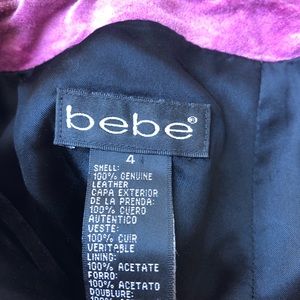 bebe®
4
SHELL:
100% GENUINE
LEATHER
CAPA EXTERIOR
DE LA PRENDA:
100% CUERO
AUTENTICO
VESTE:
100% CUIR
VERITABLE
LINING:
100% ACETATE
FORRO:
100% ACETATO
DOUBLURE: